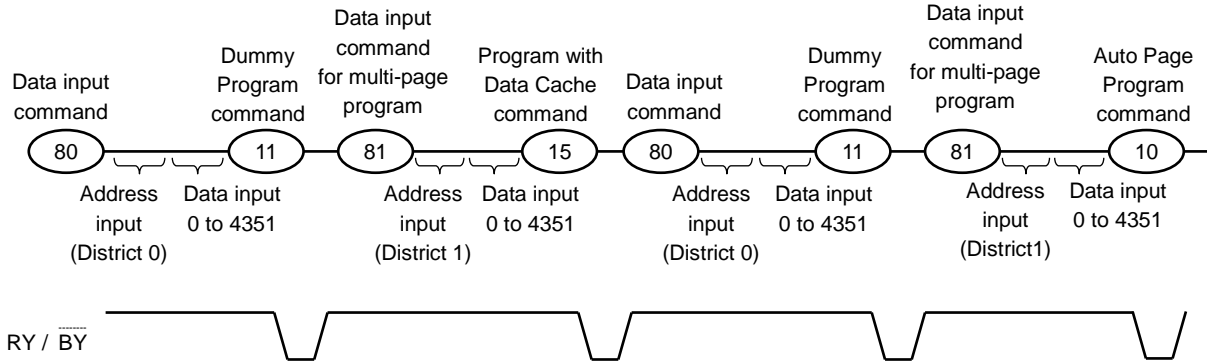 Data input
command
Dummy
Program
command
Data input
command
for multi-page
program
Program with
Data Cache
command
Data input
command
Dummy
Program
command
Data input
command
for multi-page
program
Auto Page
Program
command
80
11
81
15
80
11
81
10
Address
input
(District 0)
Data input
0 to 4351
Address
input
(District 1)
Data input
0 to 4351
Address
input
(District 0)
Data input
0 to 4351
Address
input
(District1)
Data input
0 to 4351
RY / BY